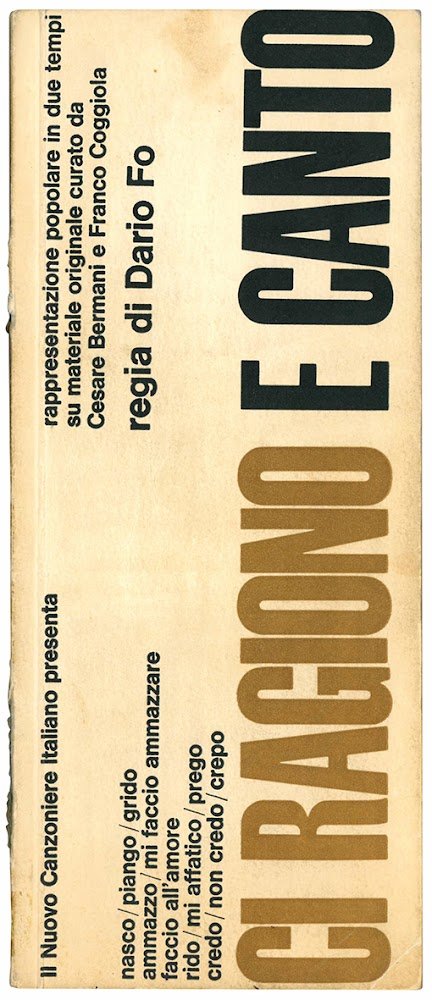 Il Nuovo Canzoniere Italiano presenta
rappresentazione popolare in due tempi
su materiale originale curato da
Cesare Bermani e Franco Coggiola
regia di Dario Fo
nasco/piango/grido
ammazzo/mi faccio ammazzare
faccio all'amore
rido/mi affatico/prego
credo/non credo/crepo
CI RAGIONO E CANTO